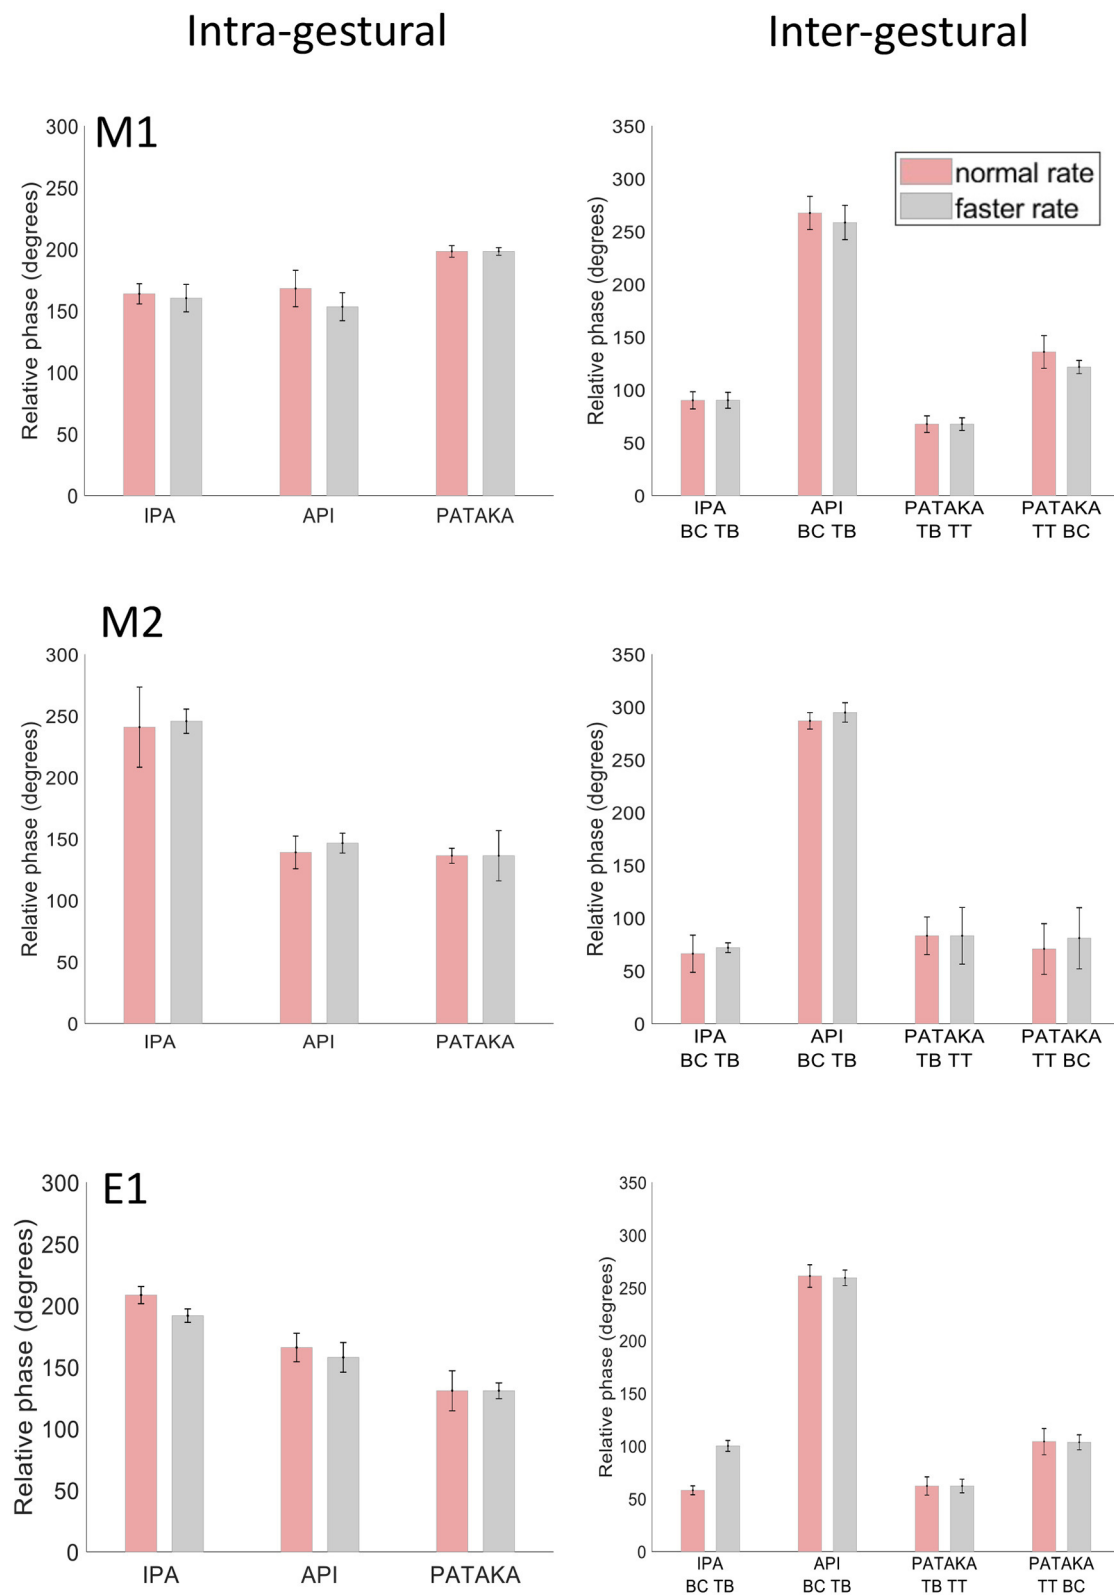 Intra-gestural
Inter-gestural
M1
Relative phase (degrees)
300
250
200
150
100
50
0
IPA
API
PATAKA
Relative phase (degrees)
350
300
250
200
150
100
50
0
normal rate
faster rate
IPA
BC TB
API
BC TB
PATAKA
TB TT
PATAKA
TT BC
M2
Relative phase (degrees)
300
250
200
150
100
50
0
IPA
API
PATAKA
Relative phase (degrees)
350
300
250
200
150
100
50
0
IPA
BC TB
API
BC TB
PATAKA
TB TT
PATAKA
TT BC
E1
Relative phase (degrees)
300
250
200
150
100
50
0
IPA
API
PATAKA
Relative phase (degrees)
350
300
250
200
150
100
50
0
IPA
BC TB
API
BC TB
PATAKA
TB TT
PATAKA
TT BC